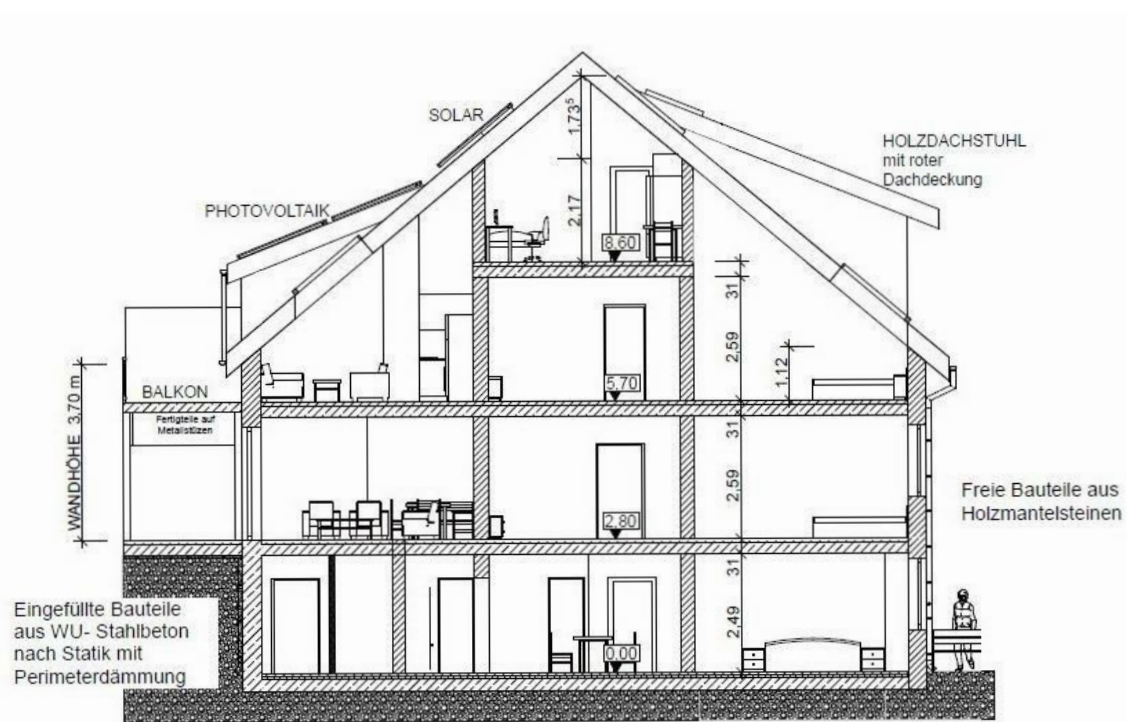 SOLAR
1,73⁵
HOLZDACHSTUHL
mit roter
Dachdeckung
PHOTOVOLTAIK
2,17
8,60
31
2,59
1,12
5,70
WANDHÖHE 3,70 m
BALKON
Fertigteile auf
Metallstüzen
31
2,59
2,80
Freie Bauteile aus
Holzmantelsteinen
31
2,49
0,00
Eingefüllte Bauteile
aus WU- Stahlbeton
nach Statik mit
Perimeterdämmung